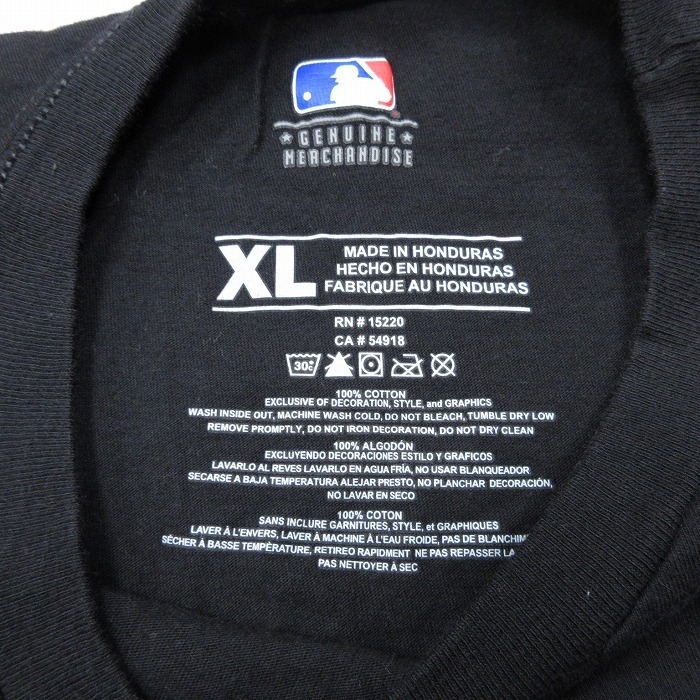 ★ GENUINE ★
MERCHANDISE
XL
MADE IN HONDURAS
HECHO EN HONDURAS
FABRIQUE AU HONDURAS
RN # 15220
CA # 54918
30C
100% COTTON
EXCLUSIVE OF DECORATION, STYLE, and GRAPHICS
WASH INSIDE OUT, MACHINE WASH COLD, DO NOT BLEACH, TUMBLE DRY LOW
REMOVE PROMPTLY, DO NOT IRON DECORATION, DO NOT DRY CLEAN
100% ALGODÓN
EXCLUYENDO DECORACIONES ESTILO Y GRAFICOS
LAVARLO AL REVES LAVARLO EN AGUA FRÍA, NO USAR BLANQUEADOR
SECARSE A BAJA TEMPERATURA ALEJAR PRESTO, NO PLANCHAR DECORACIÓN,
NO LAVAR EN SECO
100% COTON
SANS INCLURE GARNITURES, STYLE, et GRAPHIQUES
LAVER À L'ENVERS, LAVER À MACHINE À L'EAU FROIDE, PAS DE BLANCHIM
SÉCHER À BASSE TEMPÉRATURE, RETIREO RAPIDMENT NE PAS REPASSER LA
PAS NETTOYER À SEC